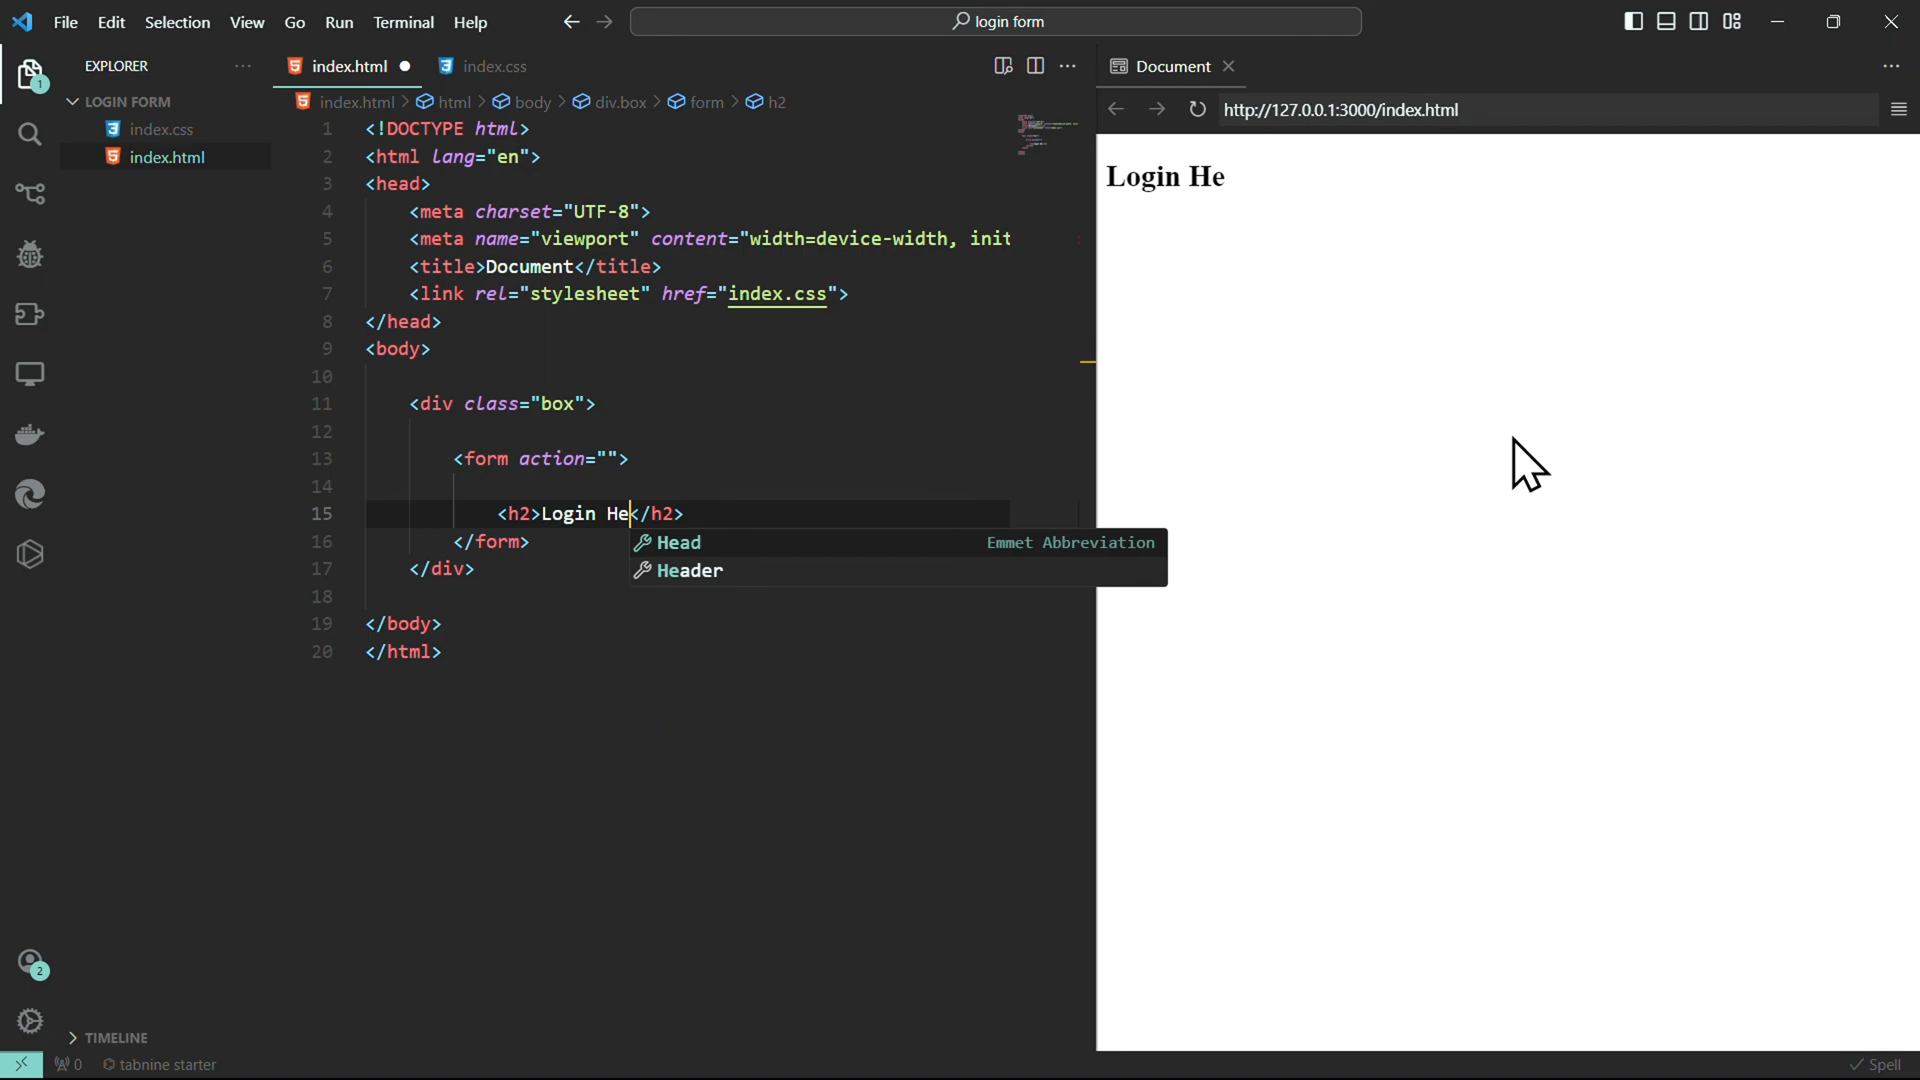 File Edit Selection View Go Run Terminal Help
login form
EXPLORER
LOGIN FORM
index.css
index.html
1
index.html
index.css
index.html > html > body > div.box > form > h2
1 <!DOCTYPE html>
2 <html lang="en">
3 <head>
4 <meta charset="UTF-8">
5 <meta name="viewport" content="width=device-width, init
6 <title>Document</title>
7 <link rel="stylesheet" href="index.css">
8 </head>
9 <body>
10
11 <div class="box">
12
13 <form action="">
14
15 <h2>Login He</h2>
16 </form>
17 </div>
18
19 </body>
20 </html>
Head Emmet Abbreviation
Header
Document
http://127.0.0.1:3000/index.html
Login He
2
TIMELINE
0 tabnine starter
Spell